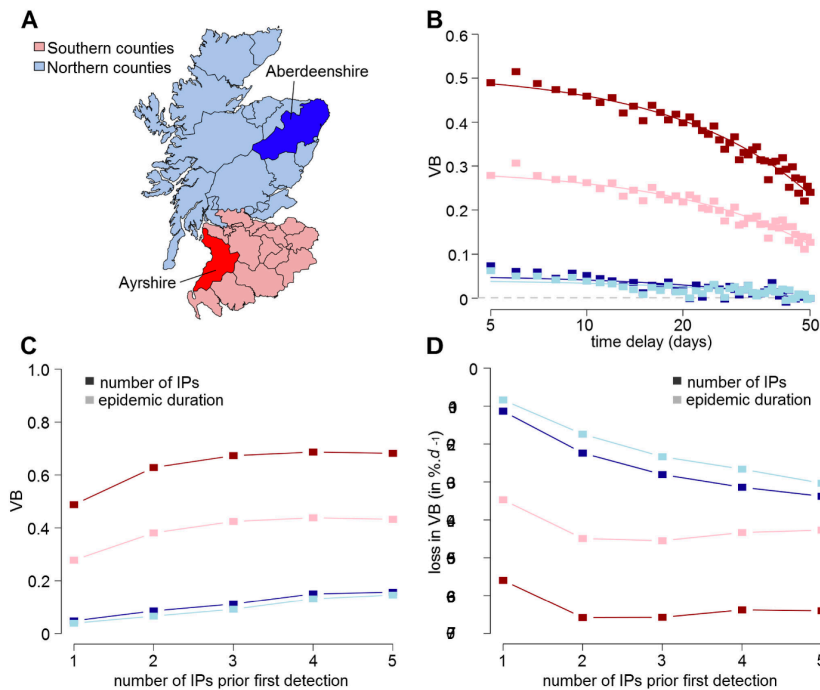 A
Southern counties
Northern counties
Aberdeenshire
Ayrshire
B
VB
0.6
0.5
0.4
0.3
0.2
0.1
0
5
10
20
50
time delay (days)
C
VB
1.0
0.8
0.6
0.4
0.2
0
number of IPs
epidemic duration
1
2
3
4
5
number of IPs prior first detection
D
loss in VB (in %.d -1)
0
number of IPs
epidemic duration
1
2
3
4
5
number of IPs prior first detection